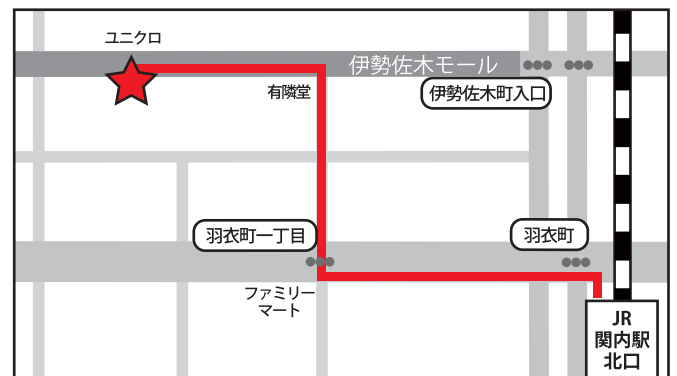 ユニクロ
伊勢佐木モール
有隣堂
伊勢佐木町入口
羽衣町一丁目
羽衣町
ファミリー
マート
JR
関内駅
北口